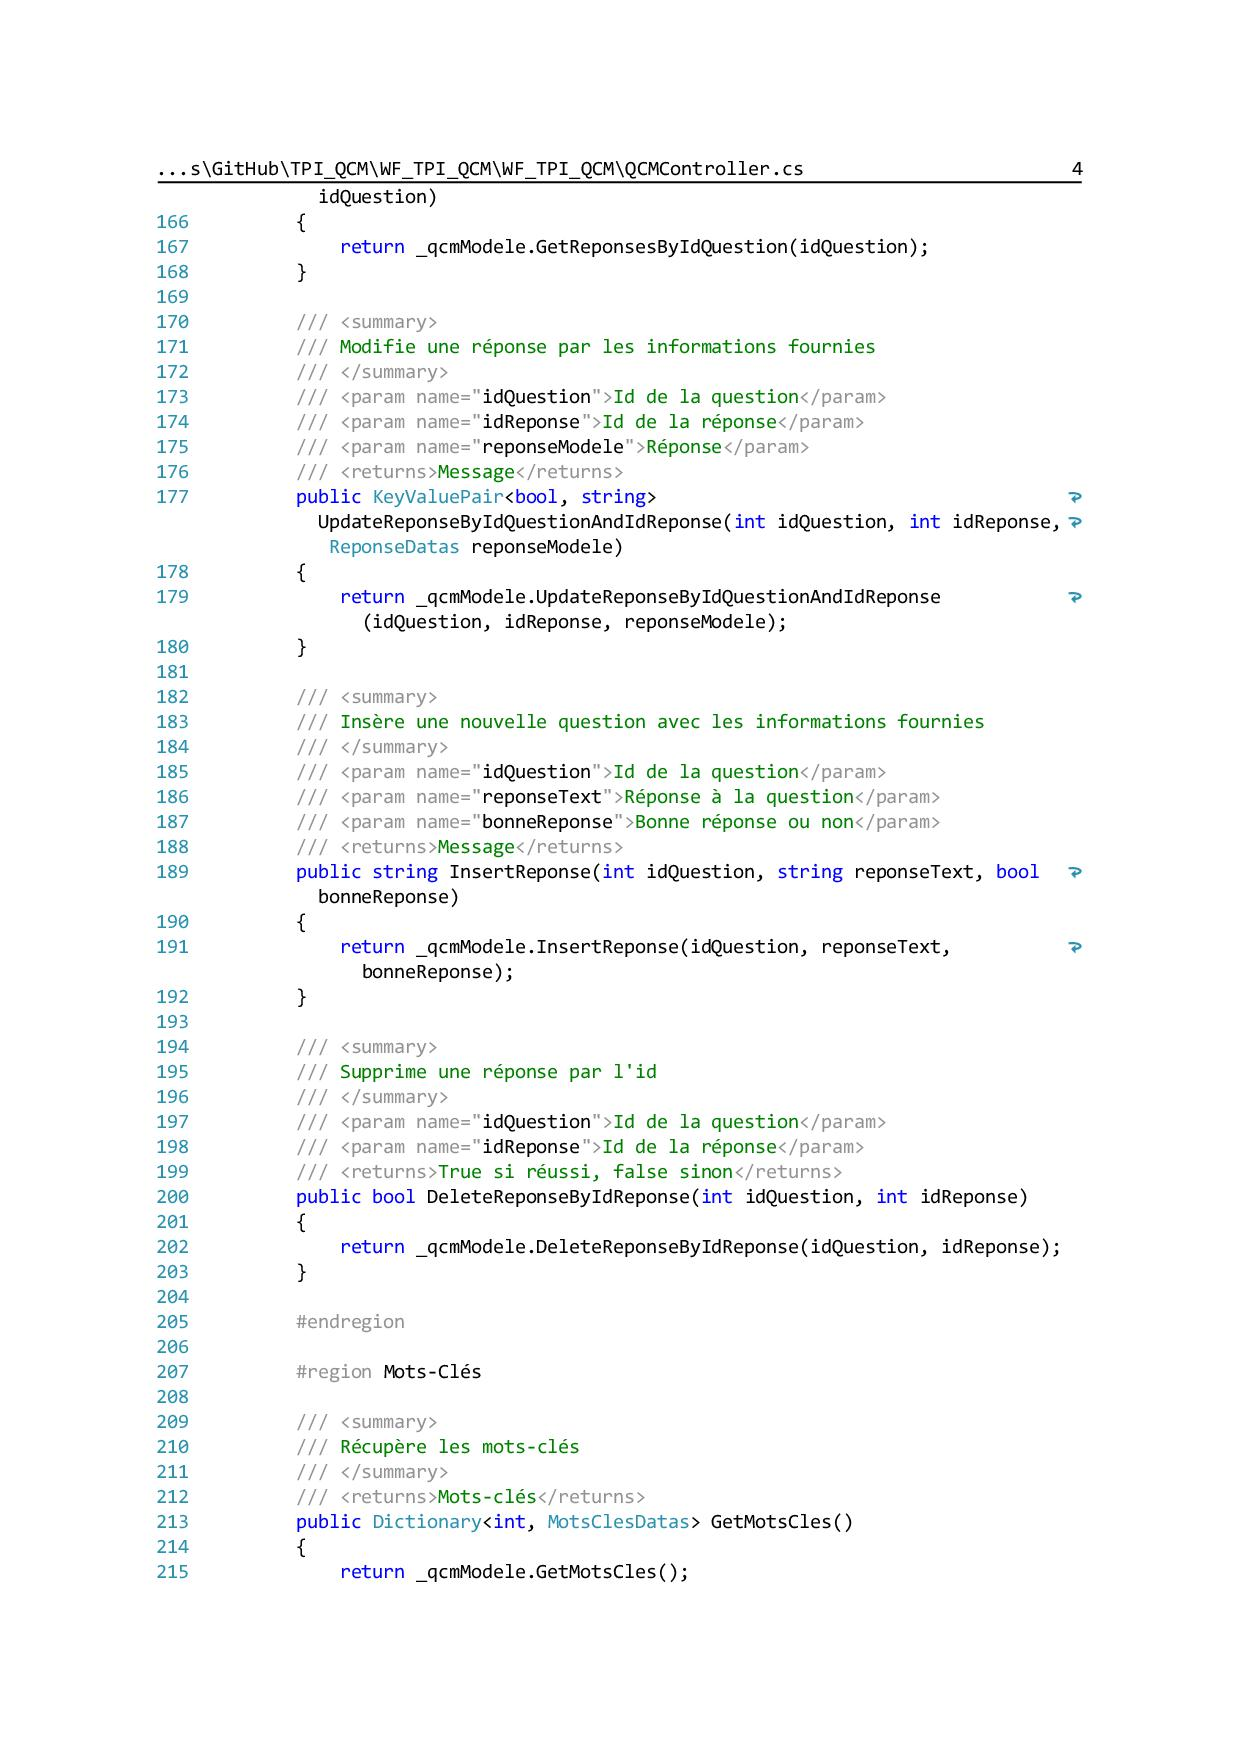 ...s\GitHub\TPI_QCM\WF_TPI_QCM\WF_TPI_QCM\QCMController.cs 4
idQuestion)
166 {
167 return _qcmModele.GetReponsesByIdQuestion(idQuestion);
168 }
169
170 /// <summary>
171 /// Modifie une réponse par les informations fournies
172 /// </summary>
173 /// <param name="idQuestion">Id de la question</param>
174 /// <param name="idReponse">Id de la réponse</param>
175 /// <param name="reponseModele">Réponse</param>
176 /// <returns>Message</returns>
177 public KeyValuePair<bool, string>
UpdateReponseByIdQuestionAndIdReponse(int idQuestion, int idReponse,
ReponseDatas reponseModele)
178 {
179 return _qcmModele.UpdateReponseByIdQuestionAndIdReponse
(idQuestion, idReponse, reponseModele);
180 }
181
182 /// <summary>
183 /// Insère une nouvelle question avec les informations fournies
184 /// </summary>
185 /// <param name="idQuestion">Id de la question</param>
186 /// <param name="reponseText">Réponse à la question</param>
187 /// <param name="bonneReponse">Bonne réponse ou non</param>
188 /// <returns>Message</returns>
189 public string InsertReponse(int idQuestion, string reponseText, bool
bonneReponse)
190 {
191 return _qcmModele.InsertReponse(idQuestion, reponseText,
bonneReponse);
192 }
193
194 /// <summary>
195 /// Supprime une réponse par l'id
196 /// </summary>
197 /// <param name="idQuestion">Id de la question</param>
198 /// <param name="idReponse">Id de la réponse</param>
199 /// <returns>True si réussi, false sinon</returns>
200 public bool DeleteReponseByIdReponse(int idQuestion, int idReponse)
201 {
202 return _qcmModele.DeleteReponseByIdReponse(idQuestion, idReponse);
203 }
204
205 #endregion
206
207 #region Mots-Clés
208
209 /// <summary>
210 /// Récupère les mots-clés
211 /// </summary>
212 /// <returns>Mots-clés</returns>
213 public Dictionary<int, MotsClesDatas> GetMotsCles()
214 {
215 return _qcmModele.GetMotsCles();